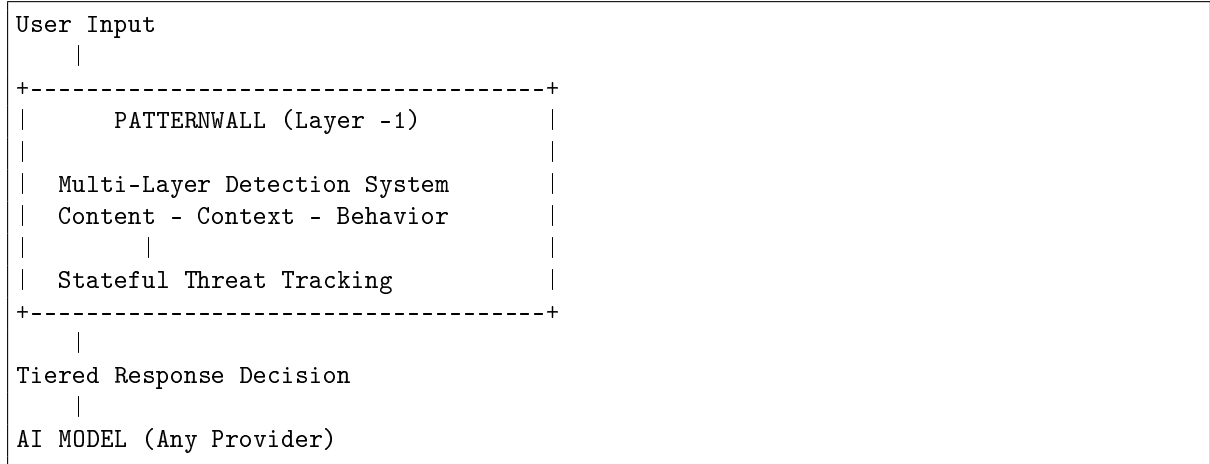 User Input
|
+-------------------------------------+
| PATTERNWALL (Layer -1) |
| |
| Multi-Layer Detection System |
| Content - Context - Behavior |
| | |
| Stateful Threat Tracking |
+-------------------------------------+
|
Tiered Response Decision
|
AI MODEL (Any Provider)